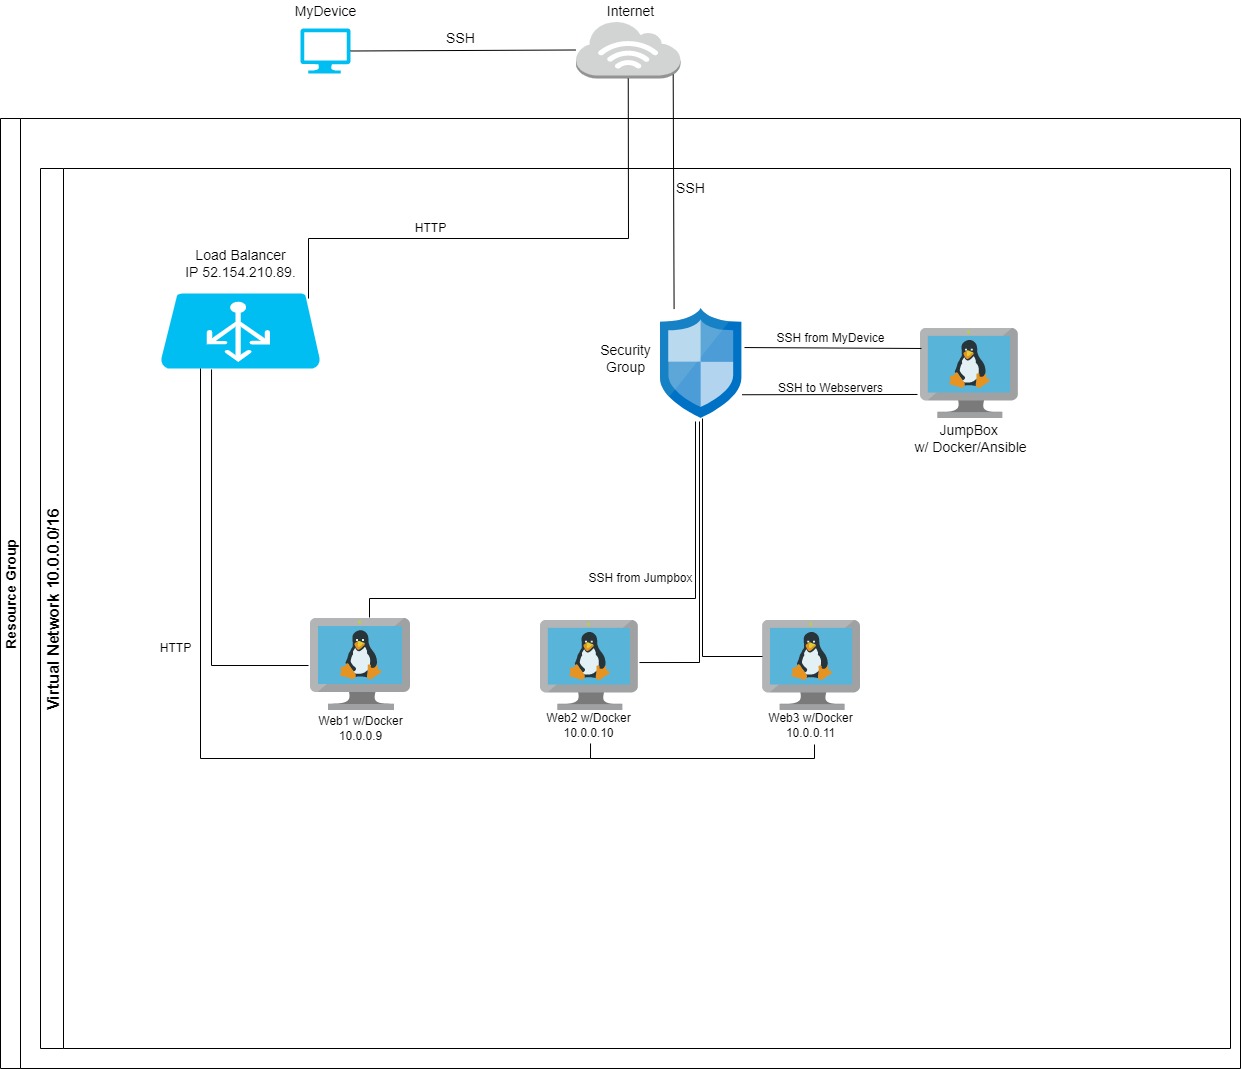 MyDevice
Internet
SSH
SSH
HTTP
Load Balancer
IP 52.154.210.89.
Security
Group
SSH from MyDevice
SSH to Webservers
JumpBox
w/ Docker/Ansible
Resource Group
Virtual Network 10.0.0.0/16
SSH from Jumpbox
HTTP
Web1 w/Docker
10.0.0.9
Web2 w/Docker
10.0.0.10
Web3 w/Docker
10.0.0.11